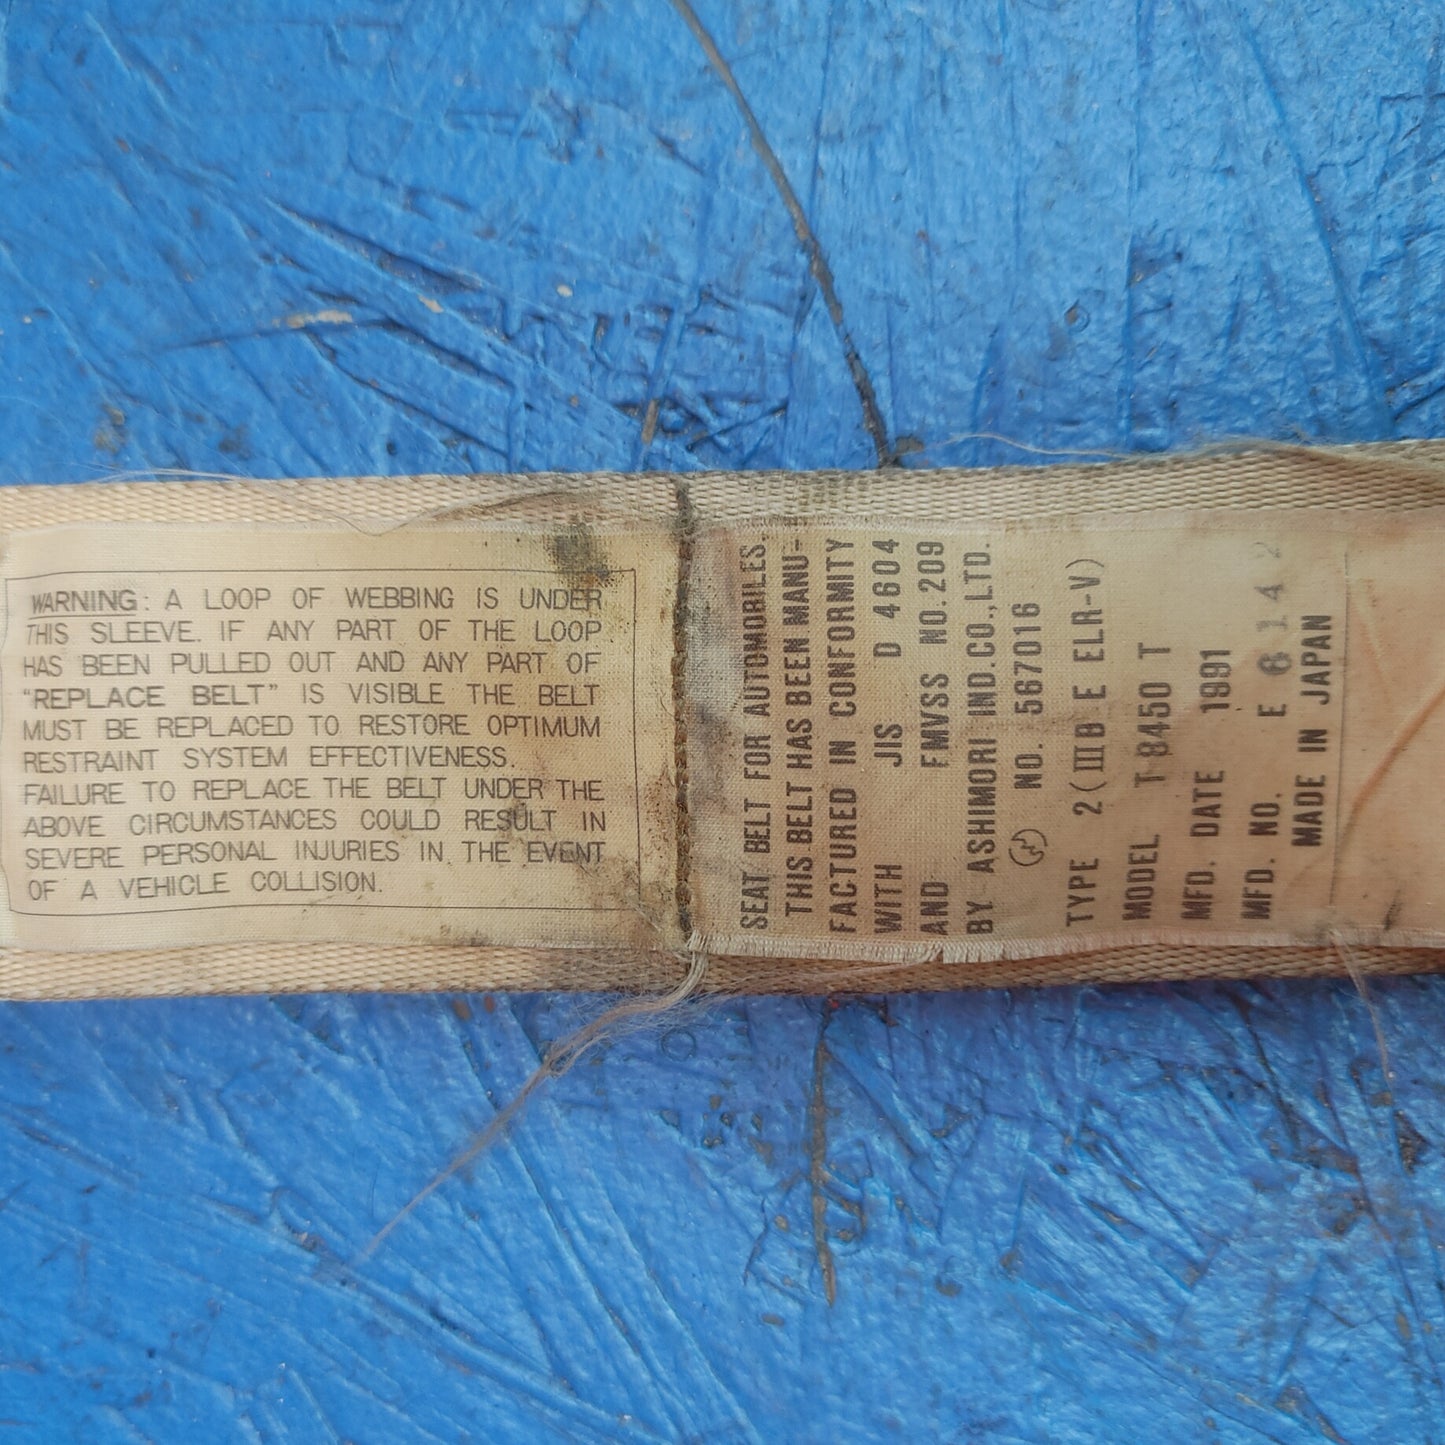 WARNING: A LOOP OF WEBBING IS UNDER
THIS SLEEVE. IF ANY PART OF THE LOOP
HAS BEEN PULLED OUT AND ANY PART OF
"REPLACE BELT" IS VISIBLE THE BELT
MUST BE REPLACED TO RESTORE OPTIMUM
RESTRAINT SYSTEM EFFECTIVENESS.
FAILURE TO REPLACE THE BELT UNDER THE
ABOVE CIRCUMSTANCES COULD RESULT IN
SEVERE PERSONAL INJURIES IN THE EVENT
OF A VEHICLE COLLISION.
SEAT BELT FOR AUTOMOBILES.
THIS BELT HAS BEEN MANU-
FACTURED IN CONFORMITY
WITH JIS D 4604
AND FMVSS NO.209
BY ASHIMORI IND.CO.,LTD.
NO. 567016
TYPE 2(III B E ELR-V)
MODEL T 8450 T
MFD. DATE 1991
MFD. NO. E 6142
MADE IN JAPAN